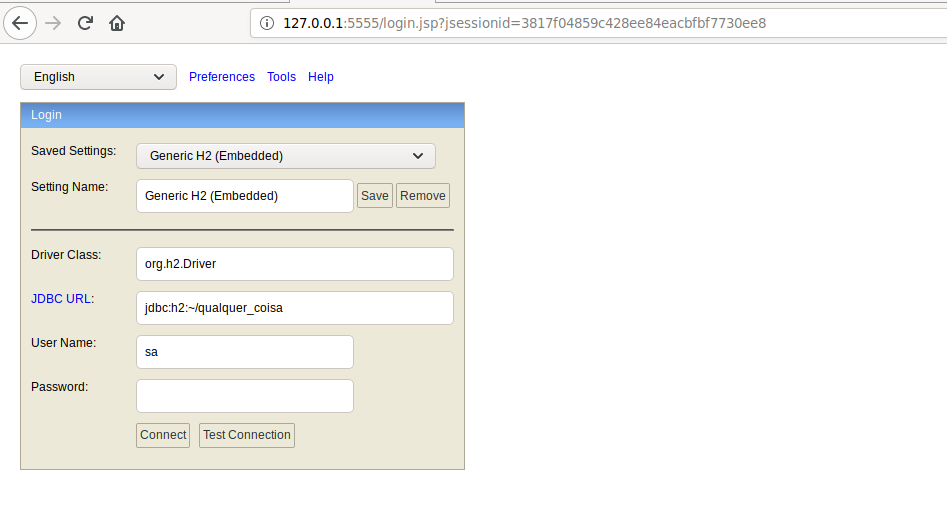 127.0.0.1:5555/login.jsp?jsessionid=3817f04859c428ee84eacbfbf7730ee8
English Preferences Tools Help
Login
Saved Settings: Generic H2 (Embedded)
Setting Name: Generic H2 (Embedded) Save Remove
Driver Class: org.h2.Driver
JDBC URL: jdbc:h2:~/qualquer_coisa
User Name: sa
Password:
Connect Test Connection